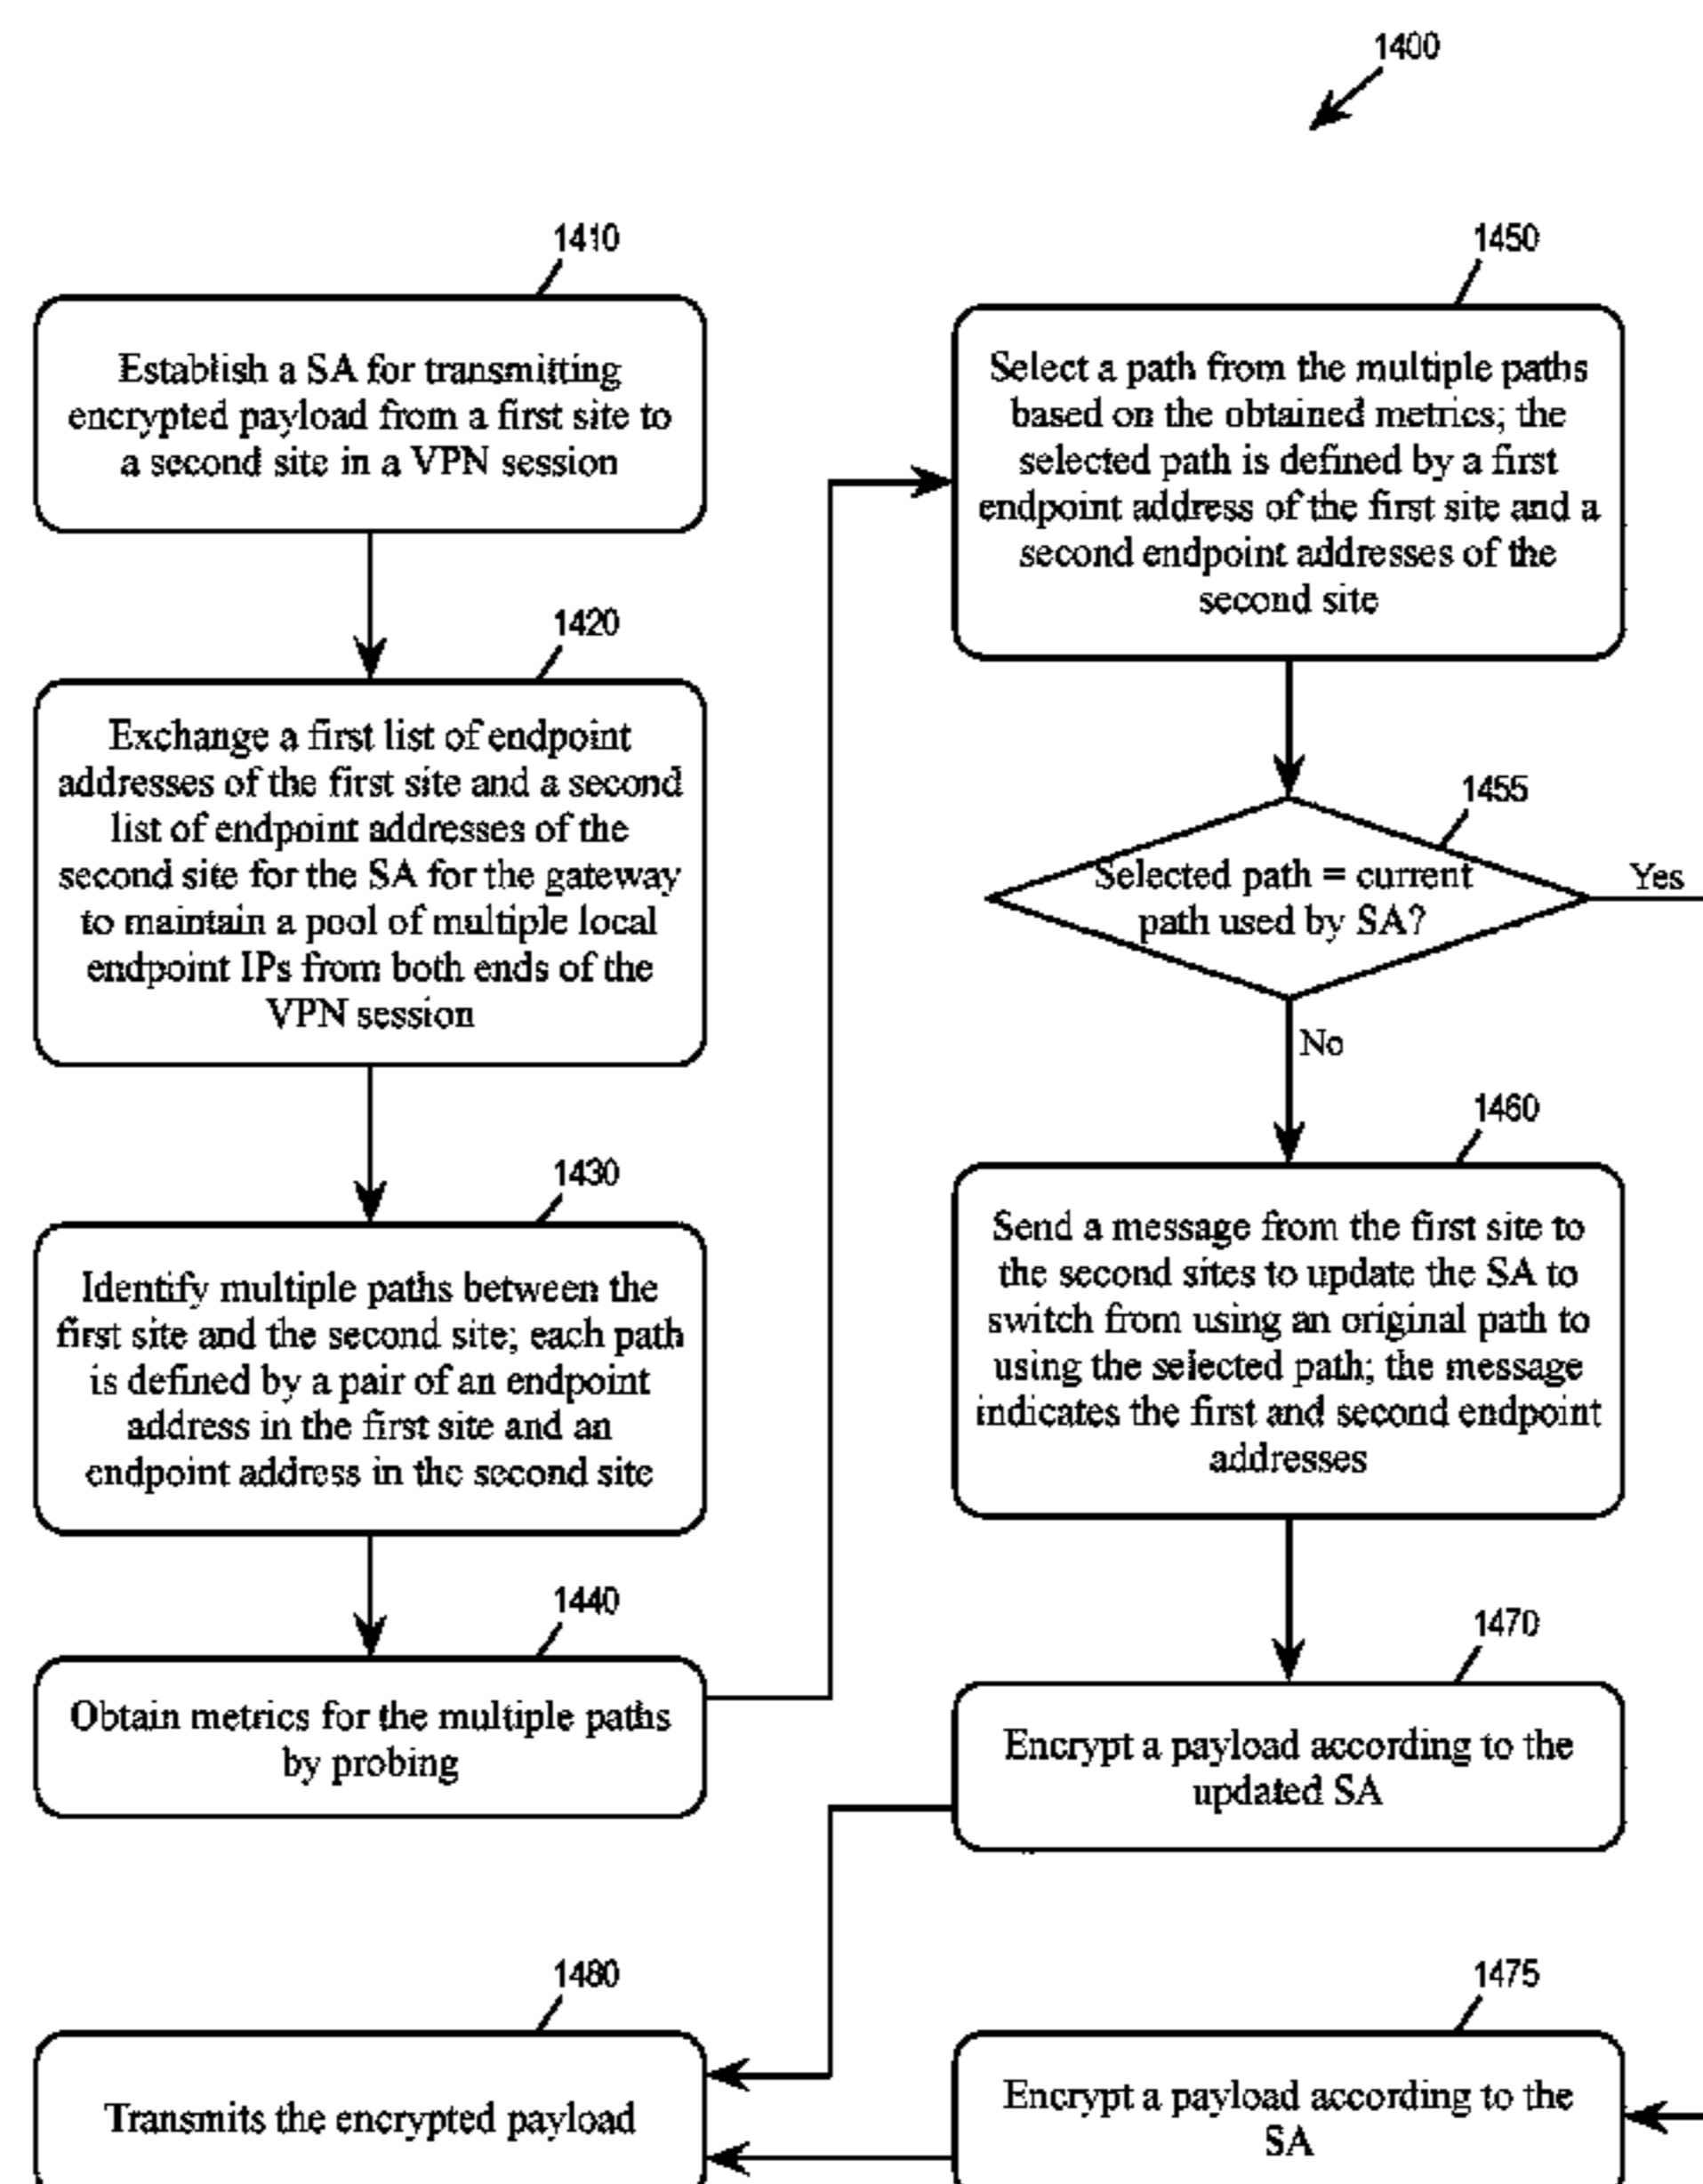 1400
1410
Establish a SA for transmitting
encrypted payload from a first site to
a second site in a VPN session
1420
Exchange a first list of endpoint
addresses of the first site and a second
list of endpoint addresses of the
second site for the SA for the gateway
to maintain a pool of multiple local
endpoint IPs from both ends of the
VPN session
1430
Identify multiple paths between the
first site and the second site; each path
is defined by a pair of an endpoint
address in the first site and an
endpoint address in the second site
1440
Obtain metrics for the multiple paths
by probing
1450
Select a path from the multiple paths
based on the obtained metrics; the
selected path is defined by a first
endpoint address of the first site and a
second endpoint addresses of the
second site
1455
Selected path = current
path used by SA?
Yes
No
1460
Send a message from the first site to
the second sites to update the SA to
switch from using an original path to
using the selected path; the message
indicates the first and second endpoint
addresses
1470
Encrypt a payload according to the
updated SA
1475
Encrypt a payload according to the
SA
1480
Transmits the encrypted payload